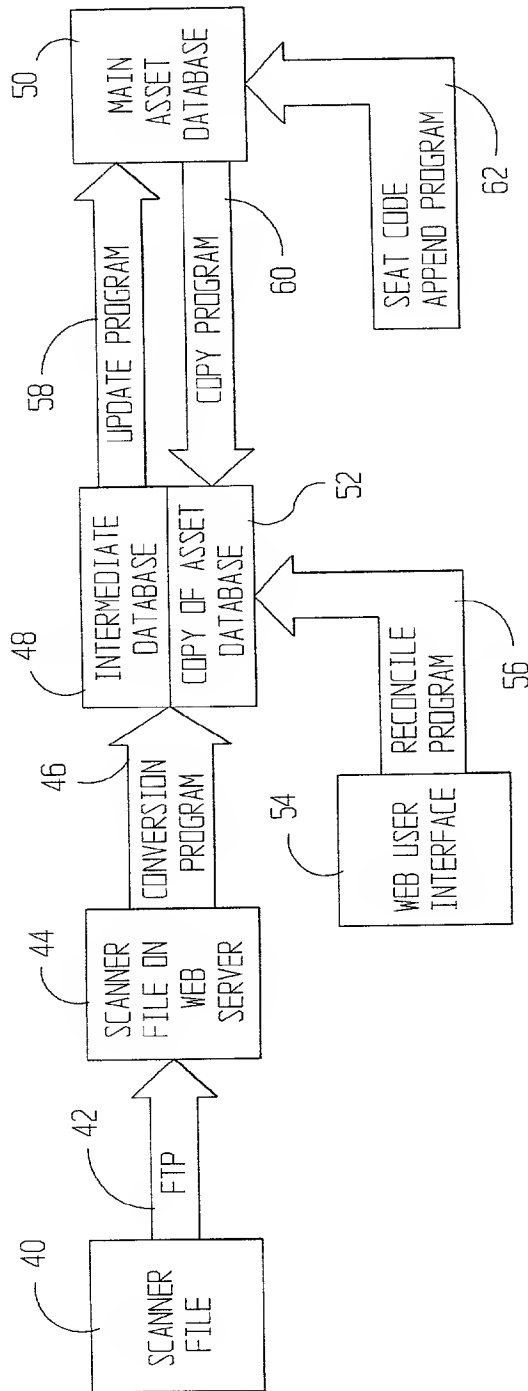 40
SCANNER
FILE
42
FTP
44
SCANNER
FILE ON
WEB
SERVER
46
CONVERSION
PROGRAM
48
INTERMEDIATE
DATABASE
COPY OF ASSET
DATABASE
52
54
WEB USER
INTERFACE
RECONCILE
PROGRAM
56
58
UPDATE PROGRAM
COPY PROGRAM
60
50
MAIN
ASSET
DATABASE
SEAT CODE
APPEND PROGRAM
62